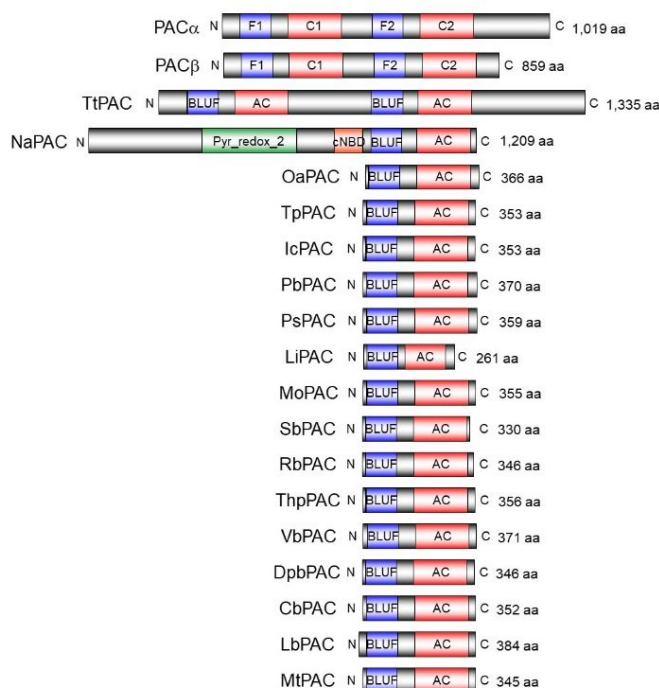 PACα N F1 C1 F2 C2 C 1,019 aa
PACβ N F1 C1 F2 C2 C 859 aa
TtPAC N BLUF AC BLUF AC C 1,335 aa
NaPAC N Pyr_redox_2 cNBD BLUF AC C 1,209 aa
OaPAC N BLUF AC C 366 aa
TpPAC N BLUF AC C 353 aa
IcPAC N BLUF AC C 353 aa
PbPAC N BLUF AC C 370 aa
PsPAC N BLUF AC C 359 aa
LiPAC N BLUF AC C 261 aa
MoPAC N BLUF AC C 355 aa
SbPAC N BLUF AC C 330 aa
RbPAC N BLUF AC C 346 aa
ThpPAC N BLUF AC C 356 aa
VbPAC N BLUF AC C 371 aa
DpbPAC N BLUF AC C 346 aa
CbPAC N BLUF AC C 352 aa
LbPAC N BLUF AC C 384 aa
MtPAC N BLUF AC C 345 aa